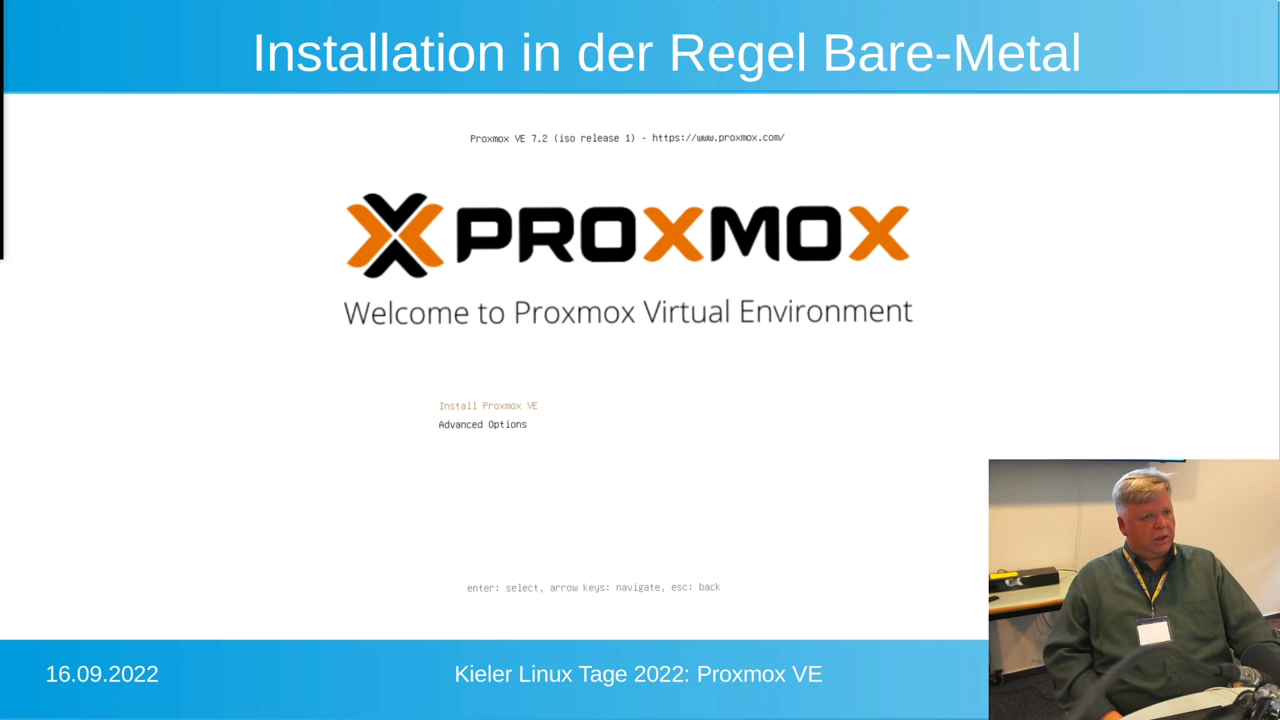 Installation in der Regel Bare-Metal
Proxmox VE 7.2 (iso release 1) - https://www.proxmox.com/
PROXMOX
Welcome to Proxmox Virtual Environment
Install Proxmox VE
Advanced Options
enter: select, arrow keys: navigate, esc: back
16.09.2022
Kieler Linux Tage 2022: Proxmox VE